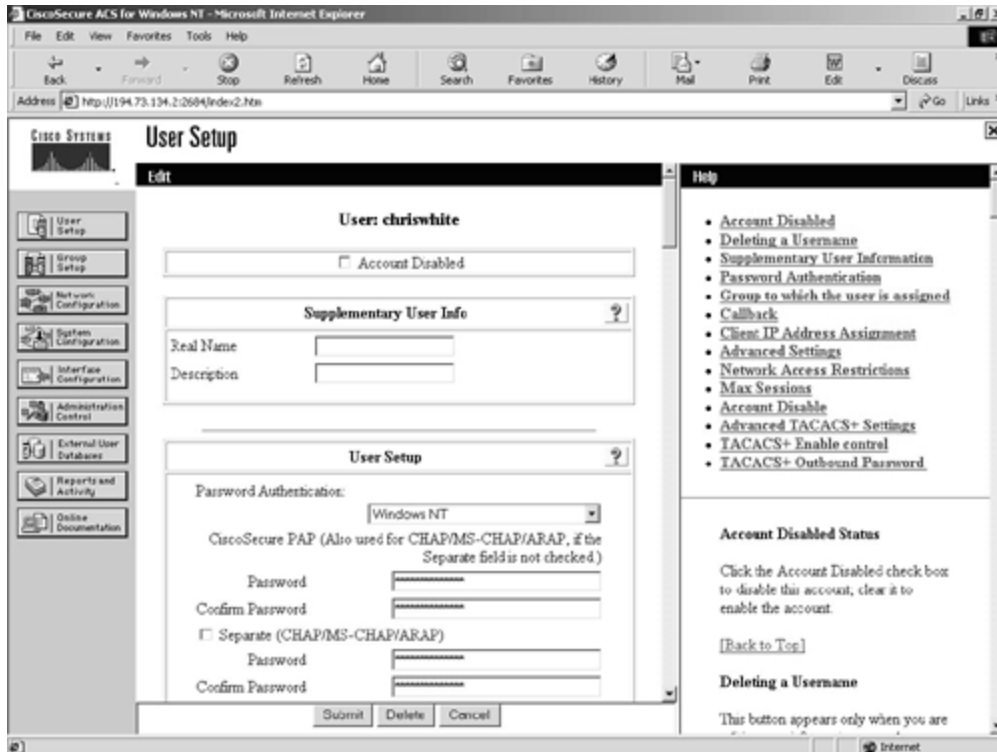 CiscoSecure ACS for Windows NT - Microsoft Internet Explorer
File Edit View Favorites Tools Help
Back Forward Stop Refresh Home Search Favorites History Mail Print Edit Discuss
Address http://194.73.134.2:2684/index2.htm Go Links
CISCO SYSTEMS
User Setup
User Setup
Group Setup
Network Configuration
System Configuration
Interface Configuration
Administration Control
External User Databases
Reports and Activity
Online Documentation
Edit
User: chriswhite
Account Disabled
Supplementary User Info ?
Real Name
Description
User Setup ?
Password Authentication:
Windows NT
CiscoSecure PAP (Also used for CHAP/MS-CHAP/ARAP, if the
Separate field is not checked.)
Password
Confirm Password
Separate (CHAP/MS-CHAP/ARAP)
Password
Confirm Password
Submit Delete Cancel
Help
Account Disabled
Deleting a Username
Supplementary User Information
Password Authentication
Group to which the user is assigned
Callback
Client IP Address Assignment
Advanced Settings
Network Access Restrictions
Max Sessions
Account Disable
Advanced TACACS+ Settings
TACACS+ Enable control
TACACS+ Outbound Password
Account Disabled Status
Click the Account Disabled check box
to disable this account; clear it to
enable the account.
[Back to Top]
Deleting a Username
This button appears only when you are
Internet